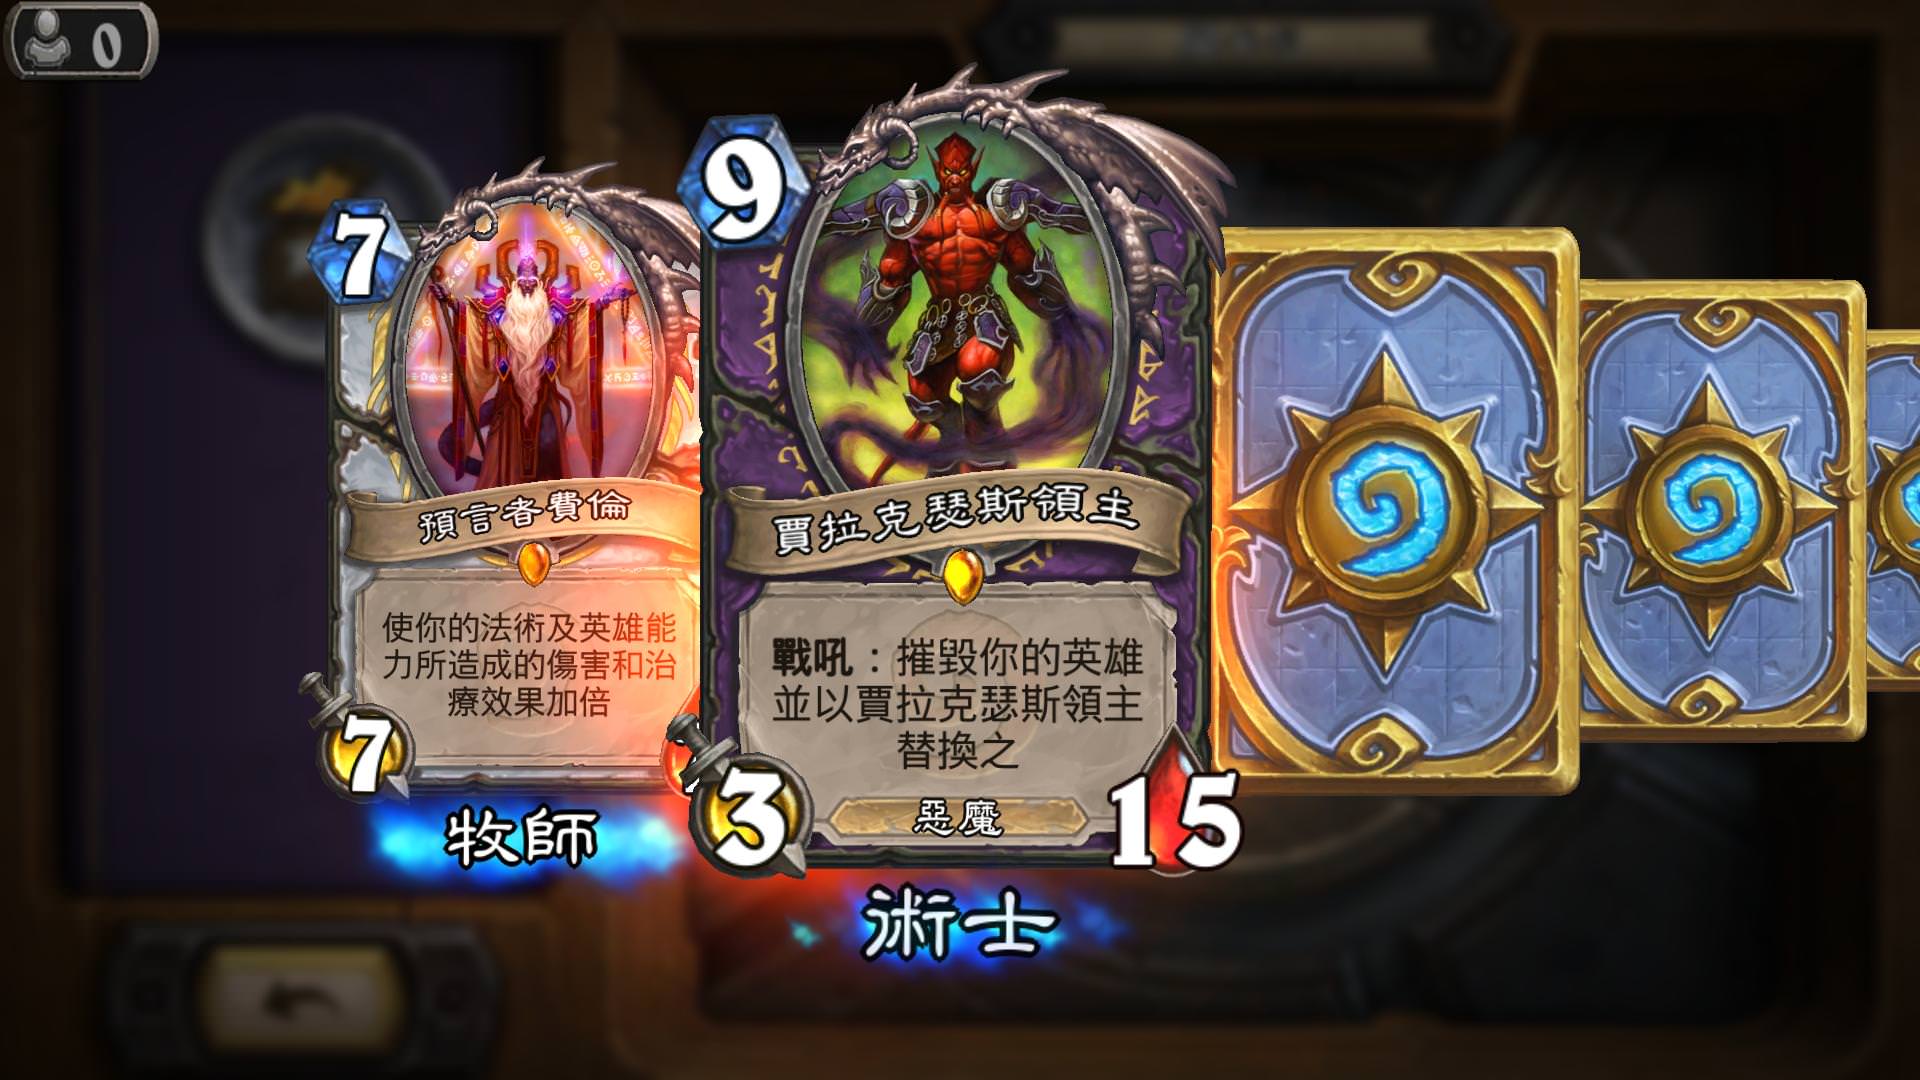 0
7
預言者費倫
使你的法術及英雄能
力所造成的傷害和治
療效果加倍
7
牧師
9
賈拉克瑟斯領主
戰吼：摧毀你的英雄
並以賈拉克瑟斯領主
替換之
惡魔
3
15
術士